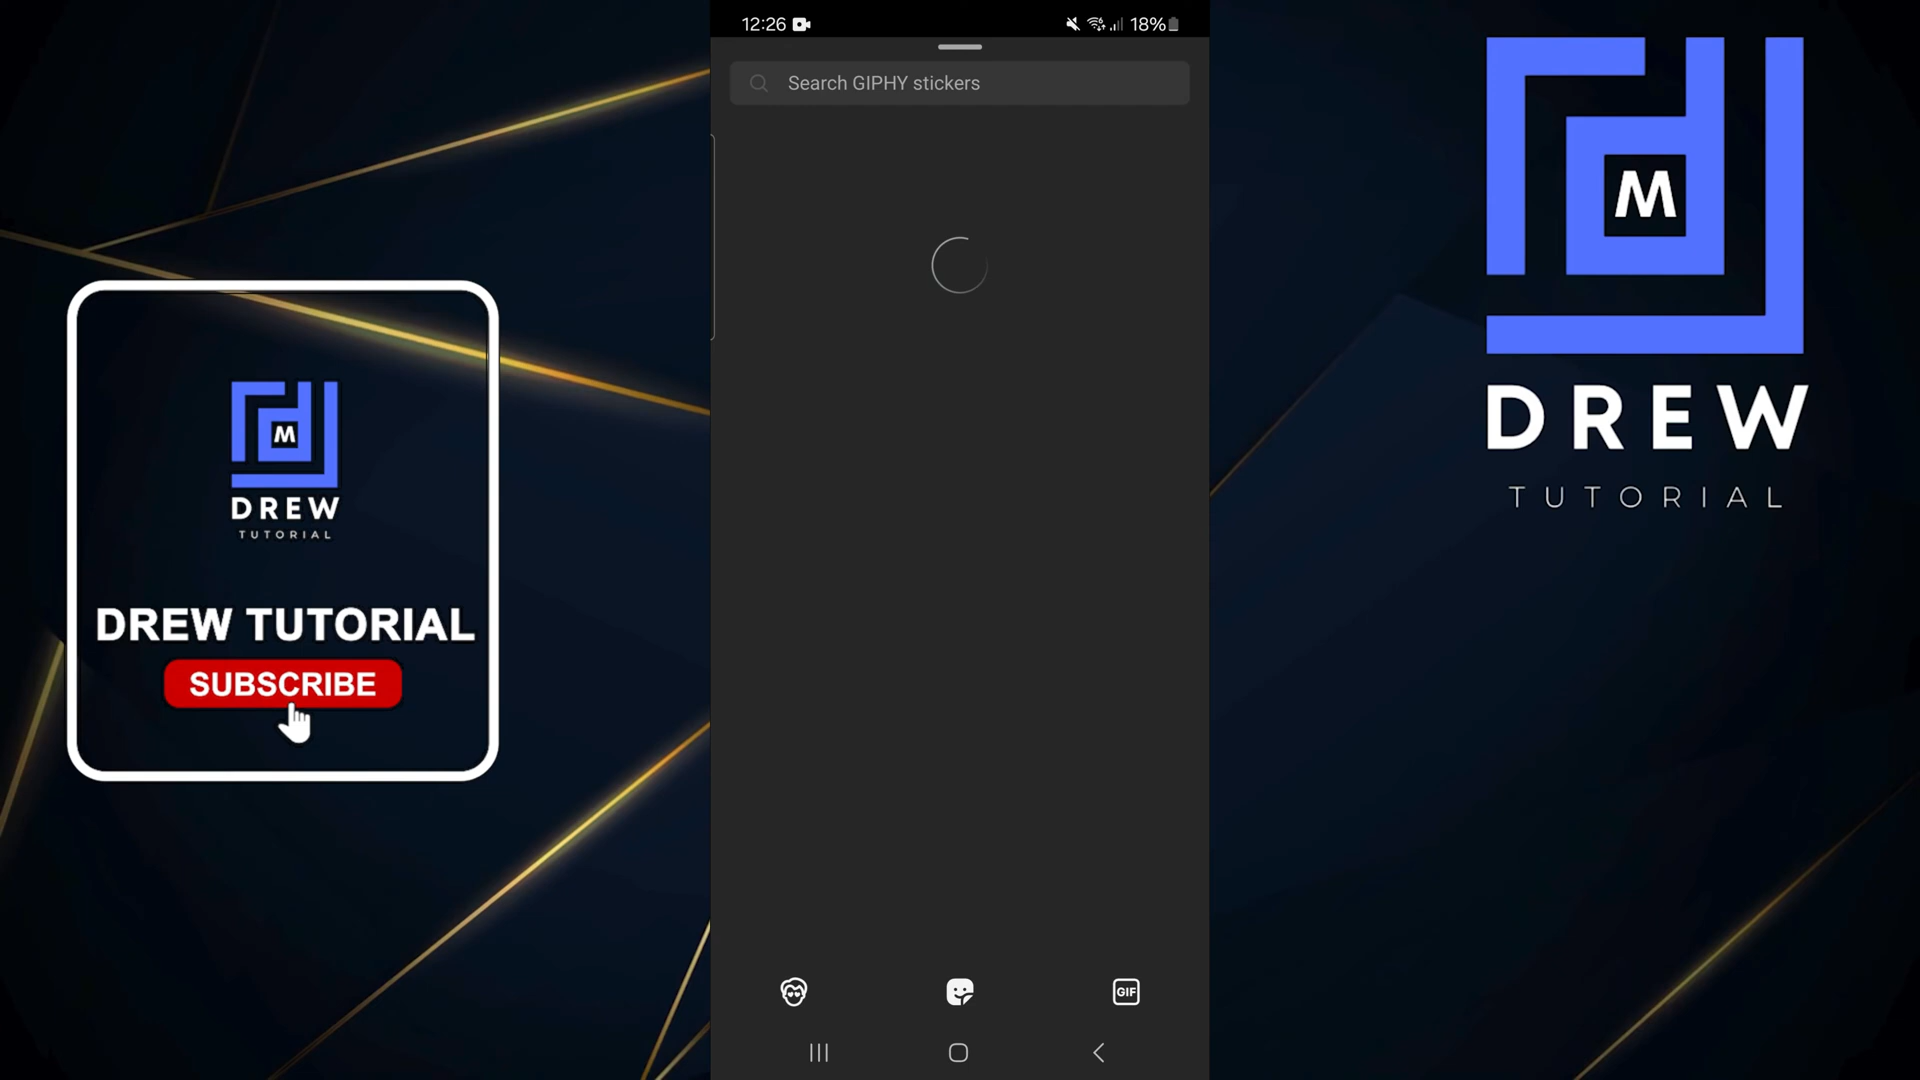 12:26
18%
Search GIPHY stickers
M
DREW
TUTORIAL
M
DREW
TUTORIAL
DREW TUTORIAL
SUBSCRIBE
GIF